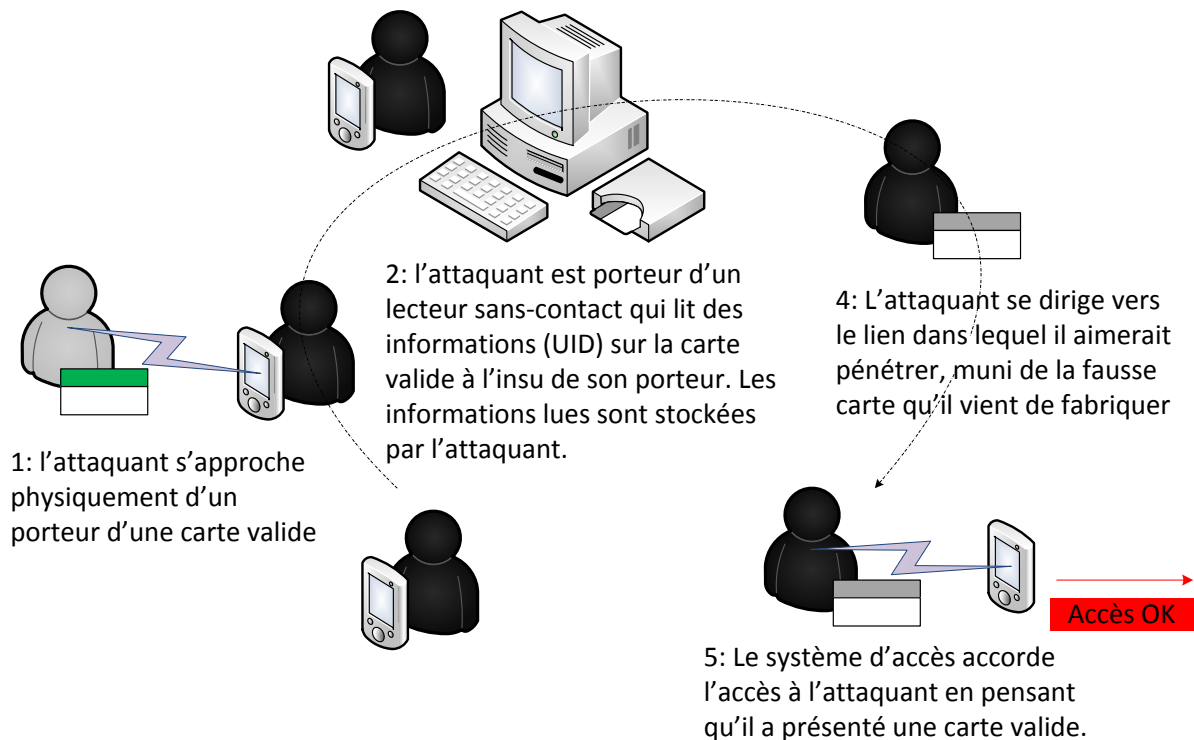 1: l’attaquant s’approche
physiquement d’un
porteur d’une carte valide
2: l’attaquant est porteur d’un
lecteur sans-contact qui lit des
informations (UID) sur la carte
valide à l’insu de son porteur. Les
informations lues sont stockées
par l’attaquant.
4: L’attaquant se dirige vers
le lien dans lequel il aimerait
pénétrer, muni de la fausse
carte qu’il vient de fabriquer
Accès OK
5: Le système d’accès accorde
l’accès à l’attaquant en pensant
qu’il a présenté une carte valide.